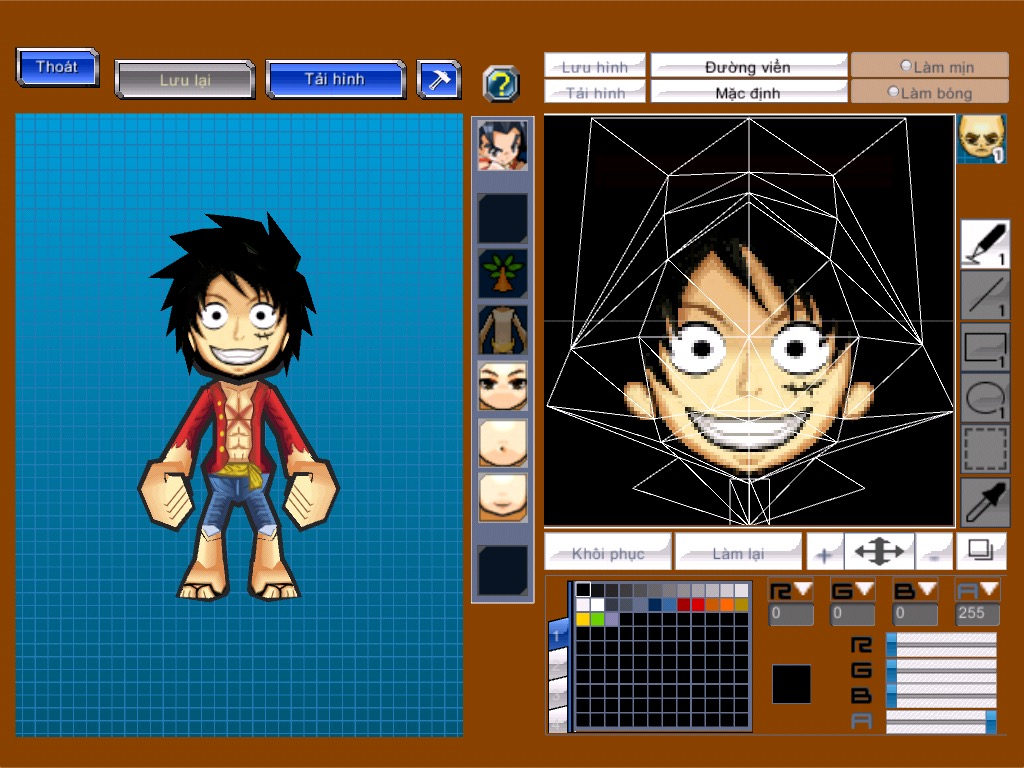 Thoát
Lưu lại
Tải hình
?
Lưu hình
Đường viền
Làm mịn
Tải hình
Mặc định
Làm bóng
1
1
1
1
1
Khôi phục
Làm lại
+
-
R G B A
0 0 0 255
1
R
G
B
A